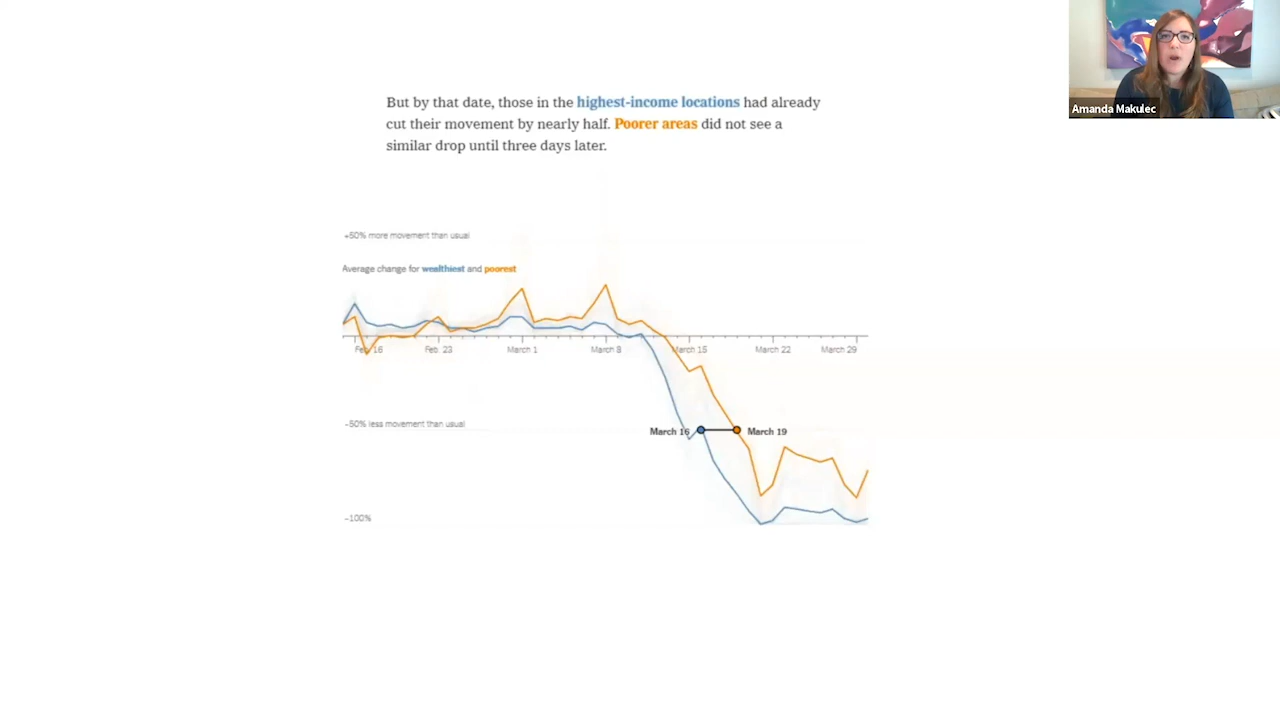 But by that date, those in the highest-income locations had already
cut their movement by nearly half. Poorer areas did not see a
similar drop until three days later.
Amanda Makulec
+50% more movement than usual
Average change for wealthiest and poorest
Feb. 16 Feb. 23 March 1 March 8 March 15 March 22 March 29
-50% less movement than usual
March 16 March 19
-100%